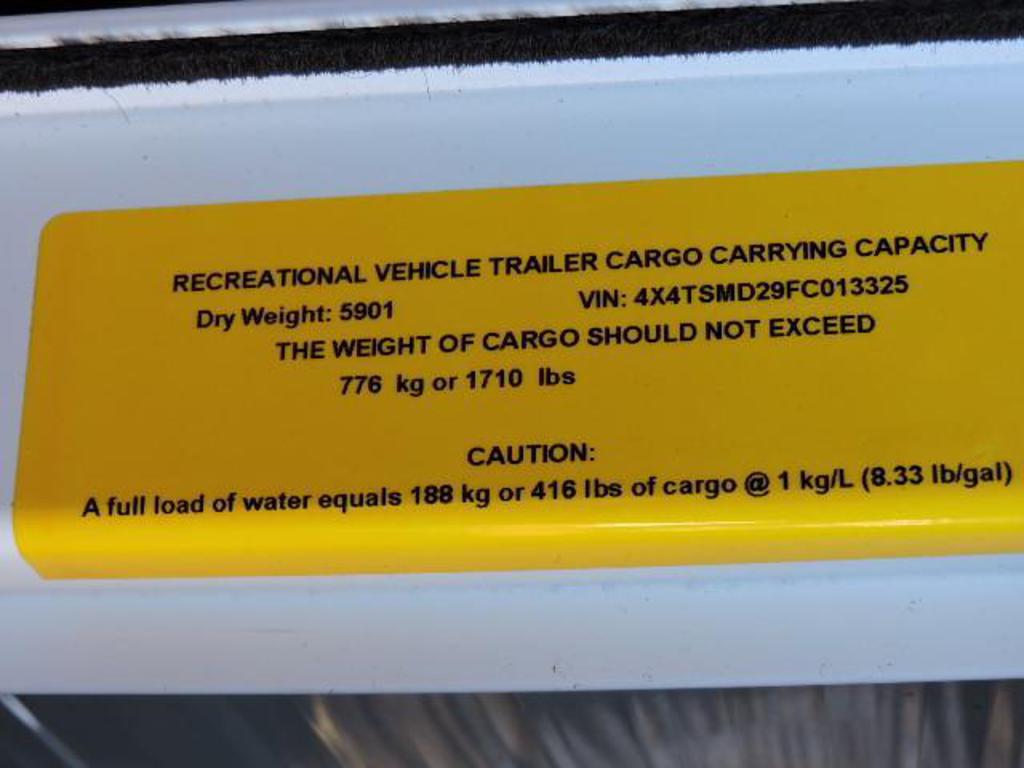 RECREATIONAL VEHICLE TRAILER CARGO CARRYING CAPACITY
Dry Weight: 5901 VIN: 4X4TSMD29FC013325
THE WEIGHT OF CARGO SHOULD NOT EXCEED
776 kg or 1710 lbs
CAUTION:
A full load of water equals 188 kg or 416 lbs of cargo @ 1 kg/L (8.33 lb/gal)